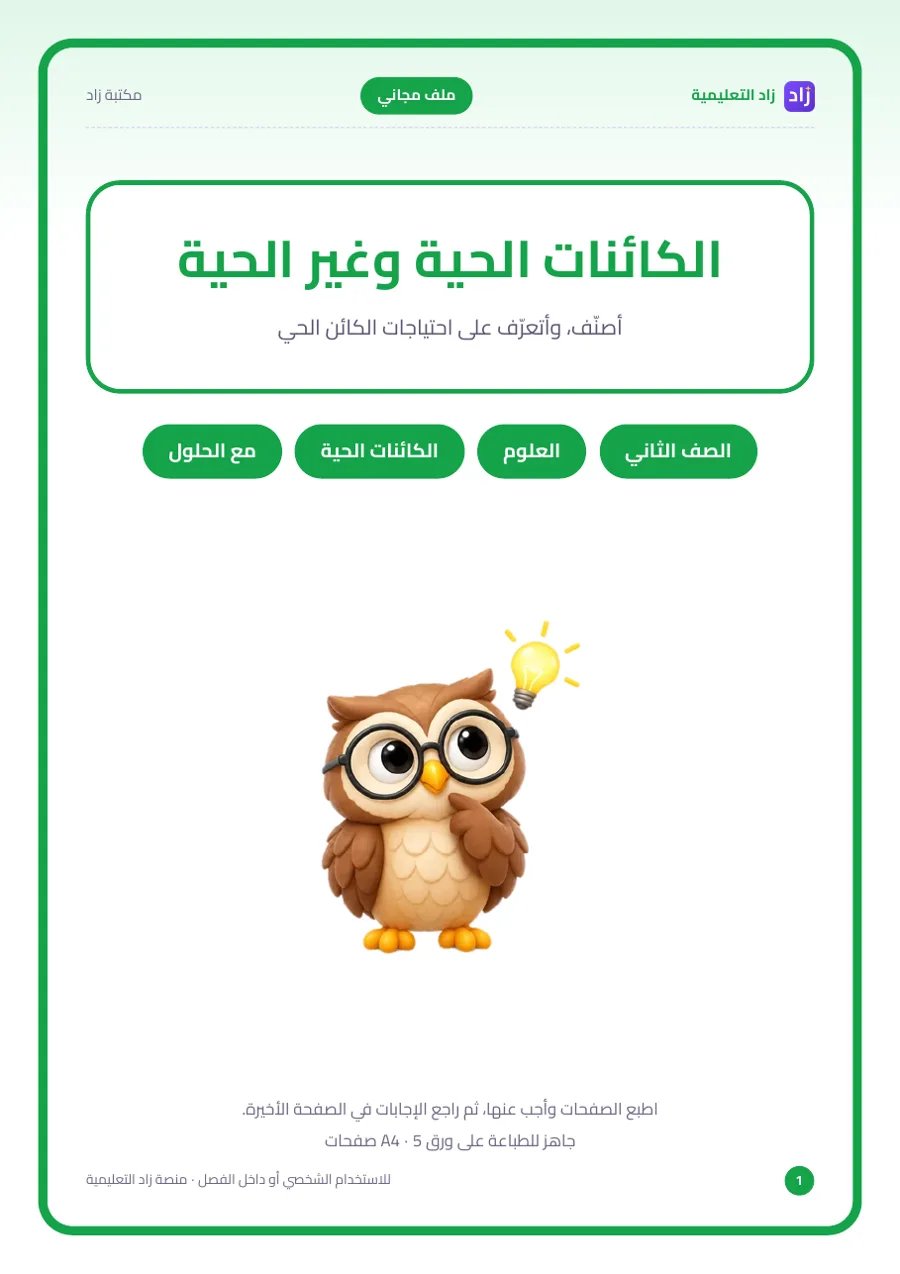 زاد
زاد التعليمية
ملف مجاني
مكتبة زاد
الكائنات الحية وغير الحية
أصنّف، وأتعرّف على احتياجات الكائن الحي
الصف الثاني
العلوم
الكائنات الحية
مع الحلول
اطبع الصفحات وأجب عنها، ثم راجع الإجابات في الصفحة الأخيرة.
جاهز للطباعة على ورق A4 · 5 صفحات
1
للاستخدام الشخصي أو داخل الفصل · منصة زاد التعليمية